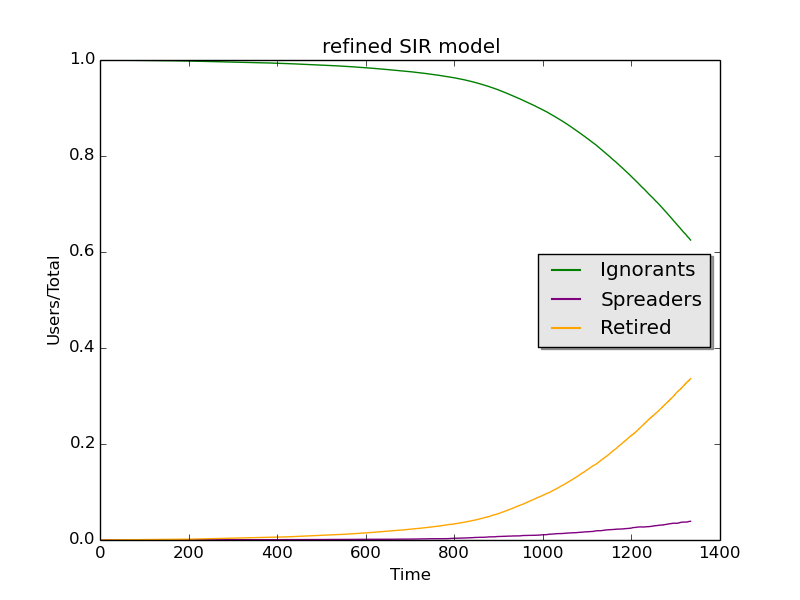 refined SIR model
1.0
0.8
0.6
0.4
0.2
0.0
Users/Total
Ignorants
Spreaders
Retired
0 200 400 600 800 1000 1200 1400
Time